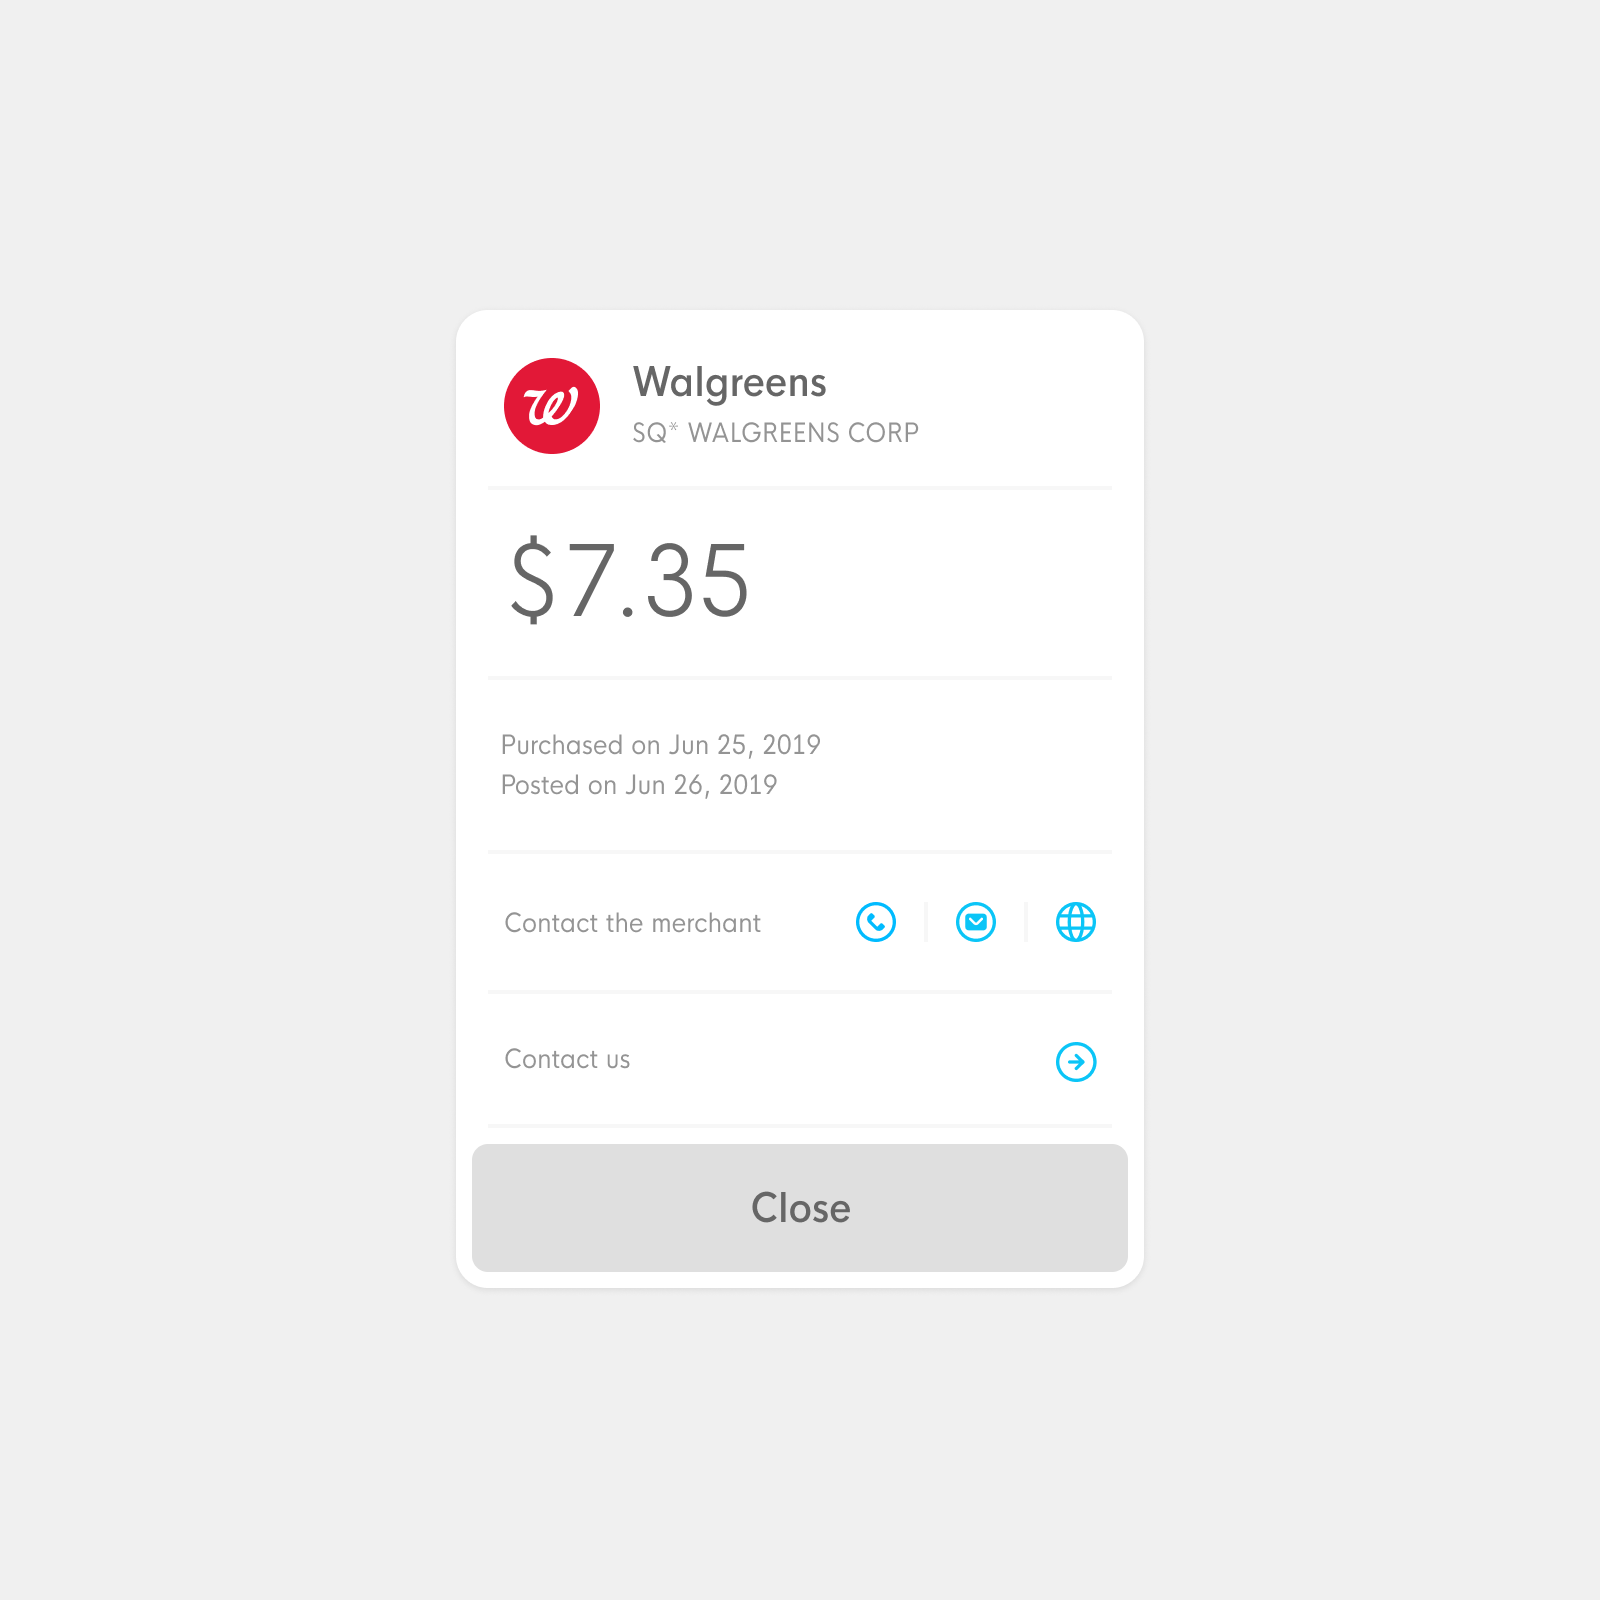 Walgreens
SQ* WALGREENS CORP
$7.35
Purchased on Jun 25, 2019
Posted on Jun 26, 2019
Contact the merchant
Contact us
Close